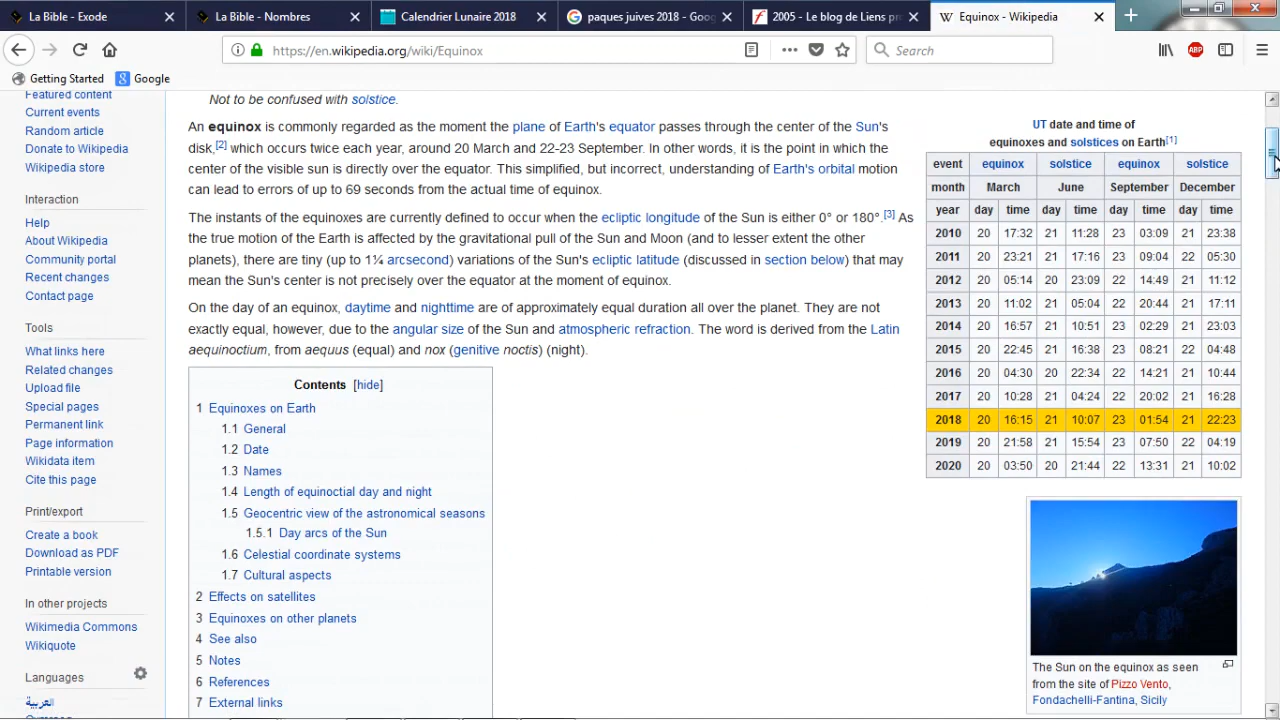 La Bible - Exode
La Bible - Nombres
Calendrier Lunaire 2018
paques juives 2018 - Goog
2005 - Le blog de Liens pr
Equinox - Wikipedia
https://en.wikipedia.org/wiki/Equinox
Search
Getting Started
Google
Featured content
Current events
Random article
Donate to Wikipedia
Wikipedia store
Interaction
Help
About Wikipedia
Community portal
Recent changes
Contact page
Tools
What links here
Related changes
Upload file
Special pages
Permanent link
Page information
Wikidata item
Cite this page
Print/export
Create a book
Download as PDF
Printable version
In other projects
Wikimedia Commons
Wikiquote
Languages
العربية
Not to be confused with solstice.
An equinox is commonly regarded as the moment the plane of Earth's equator passes through the center of the Sun's
disk,[2] which occurs twice each year, around 20 March and 22-23 September. In other words, it is the point in which the
center of the visible sun is directly over the equator. This simplified, but incorrect, understanding of Earth's orbital motion
can lead to errors of up to 69 seconds from the actual time of equinox.
The instants of the equinoxes are currently defined to occur when the ecliptic longitude of the Sun is either 0° or 180°.[3] As
the true motion of the Earth is affected by the gravitational pull of the Sun and Moon (and to lesser extent the other
planets), there are tiny (up to 1¼ arcsecond) variations of the Sun's ecliptic latitude (discussed in section below) that may
mean the Sun's center is not precisely over the equator at the moment of equinox.
On the day of an equinox, daytime and nighttime are of approximately equal duration all over the planet. They are not
exactly equal, however, due to the angular size of the Sun and atmospheric refraction. The word is derived from the Latin
aequinoctium, from aequus (equal) and nox (genitive noctis) (night).
Contents [hide]
1 Equinoxes on Earth
1.1 General
1.2 Date
1.3 Names
1.4 Length of equinoctial day and night
1.5 Geocentric view of the astronomical seasons
1.5.1 Day arcs of the Sun
1.6 Celestial coordinate systems
1.7 Cultural aspects
2 Effects on satellites
3 Equinoxes on other planets
4 See also
5 Notes
6 References
7 External links
UT date and time of
equinoxes and solstices on Earth[1]
event equinox solstice equinox solstice
month March June September December
year day time day time day time day time
2010 20 17:32 21 11:28 23 03:09 21 23:38
2011 20 23:21 21 17:16 23 09:04 22 05:30
2012 20 05:14 20 23:09 22 14:49 21 11:12
2013 20 11:02 21 05:04 22 20:44 21 17:11
2014 20 16:57 21 10:51 23 02:29 21 23:03
2015 20 22:45 21 16:38 23 08:21 22 04:48
2016 20 04:30 20 22:34 22 14:21 21 10:44
2017 20 10:28 21 04:24 22 20:02 21 16:28
2018 20 16:15 21 10:07 23 01:54 21 22:23
2019 20 21:58 21 15:54 23 07:50 22 04:19
2020 20 03:50 20 21:44 22 13:31 21 10:02
The Sun on the equinox as seen
from the site of Pizzo Vento,
Fondachelli-Fantina, Sicily